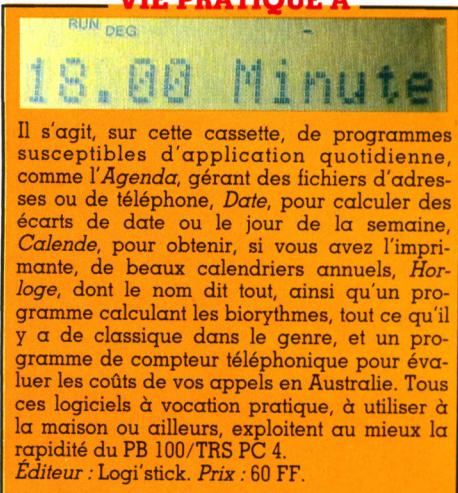 VIE PRATIQUE A
RUN DEG
18.00 Minute
Il s'agit, sur cette cassette, de programmes
susceptibles d'application quotidienne,
comme l'Agenda, gérant des fichiers d'adres-
ses ou de téléphone, Date, pour calculer des
écarts de date ou le jour de la semaine,
Calende, pour obtenir, si vous avez l'impri-
mante, de beaux calendriers annuels, Hor-
loge, dont le nom dit tout, ainsi qu'un pro-
gramme calculant les biorythmes, tout ce qu'il
y a de classique dans le genre, et un pro-
gramme de compteur téléphonique pour éva-
luer les coûts de vos appels en Australie. Tous
ces logiciels à vocation pratique, à utiliser à
la maison ou ailleurs, exploitent au mieux la
rapidité du PB 100/TRS PC 4.
Éditeur : Logi'stick. Prix : 60 FF.